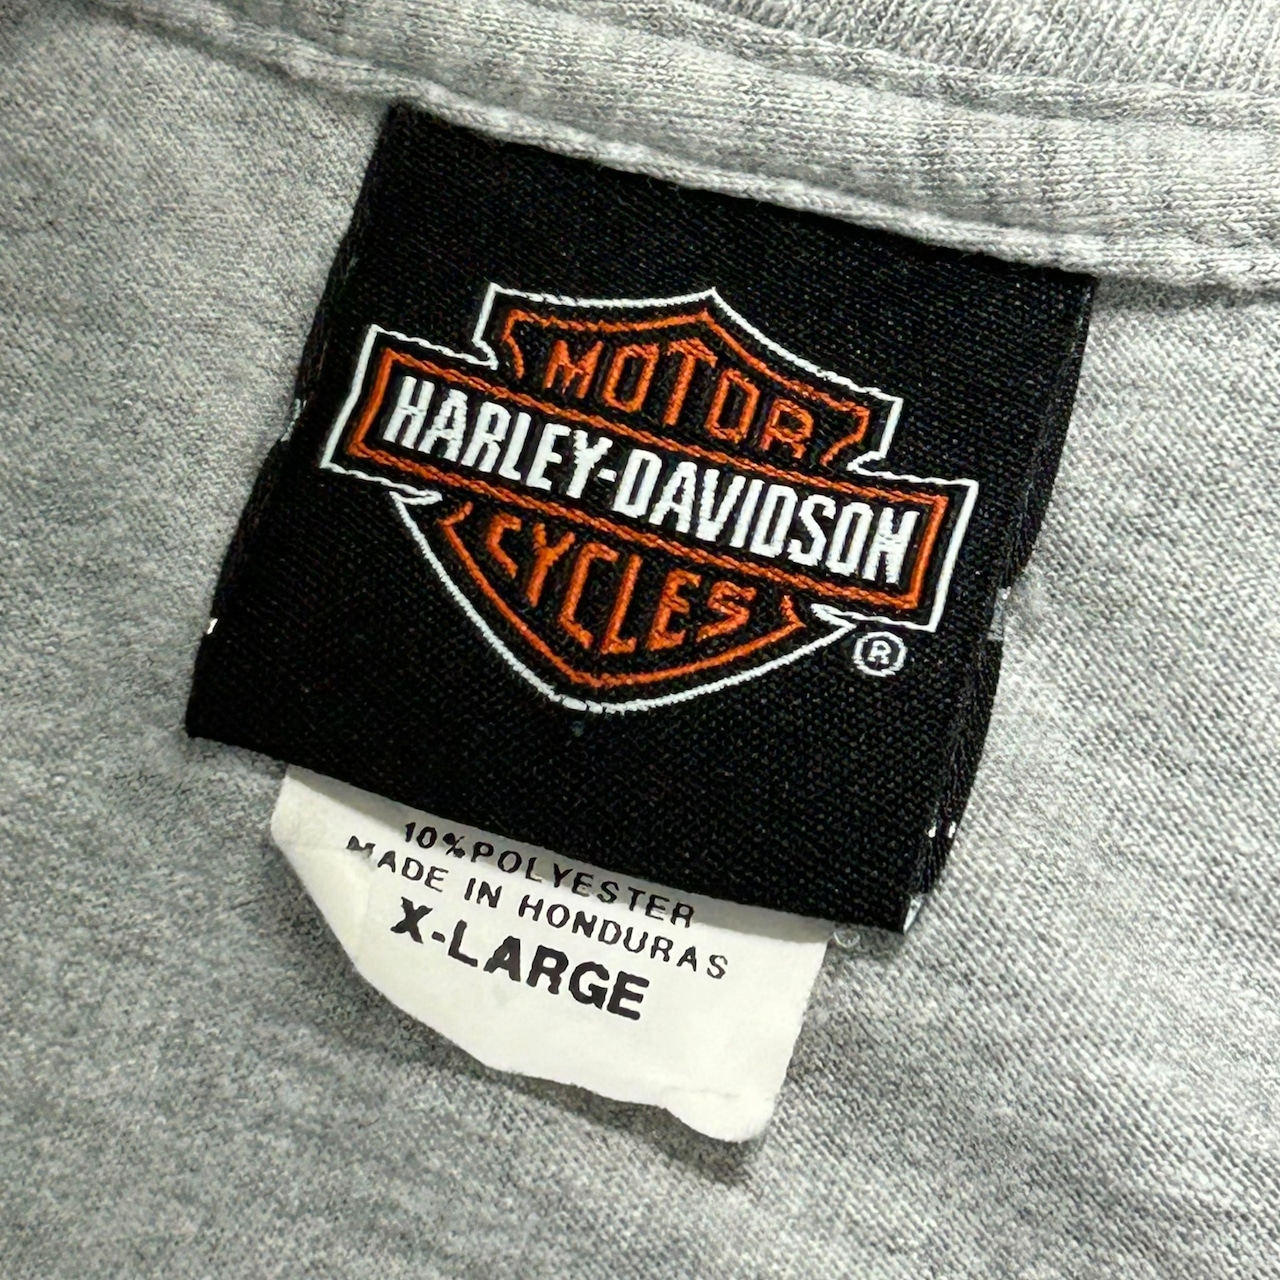 MOTOR
HARLEY-DAVIDSON
CYCLES
®
10%POLYESTER
MADE IN HONDURAS
X-LARGE